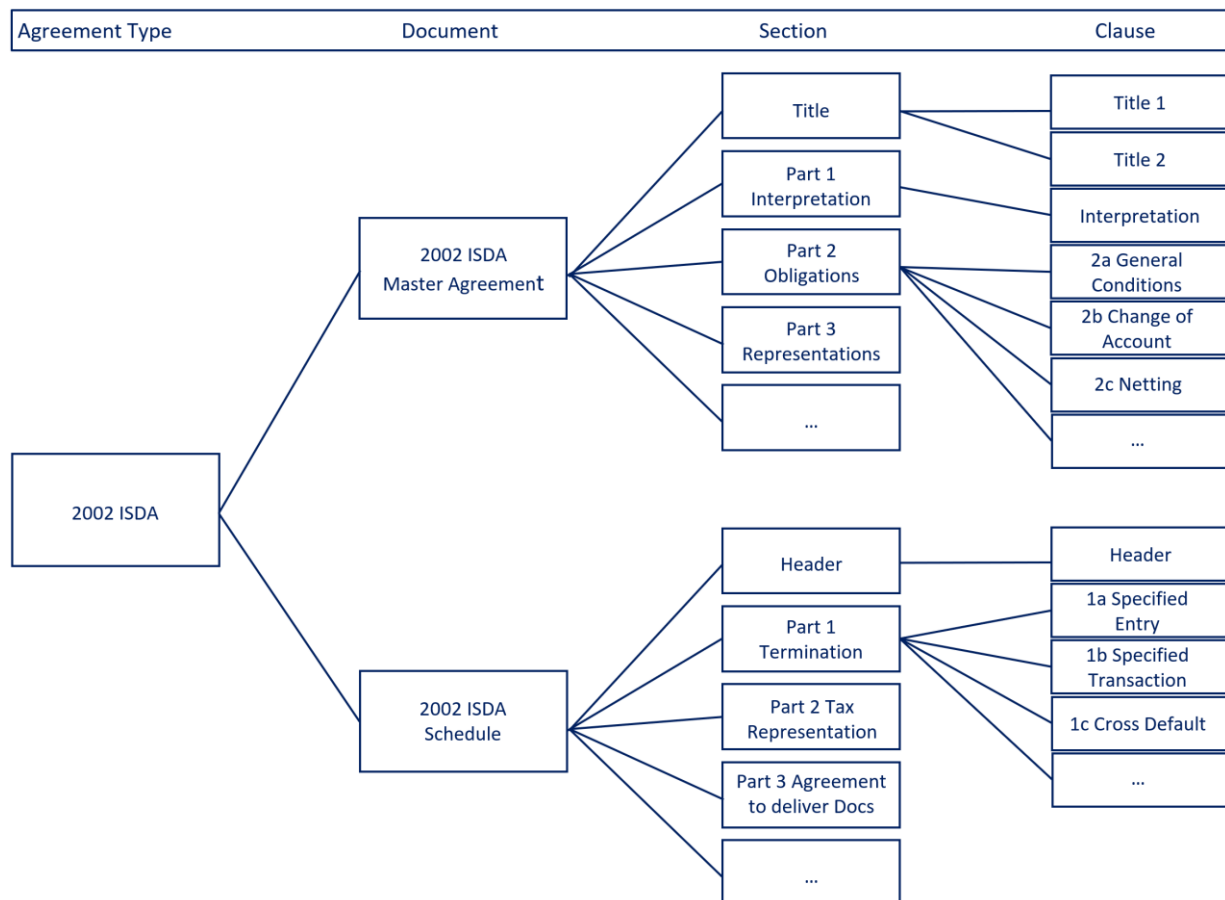 Agreement Type
Document
Section
Clause
Title
Title 1
Title 2
Part 1
Interpretation
Interpretation
2002 ISDA
Master Agreement
Part 2
Obligations
2a General
Conditions
2b Change of
Account
Part 3
Representations
2c Netting
...
...
2002 ISDA
Header
Header
1a Specified
Entry
Part 1
Termination
1b Specified
Transaction
2002 ISDA
Schedule
Part 2 Tax
Representation
1c Cross Default
Part 3 Agreement
to deliver Docs
...
...